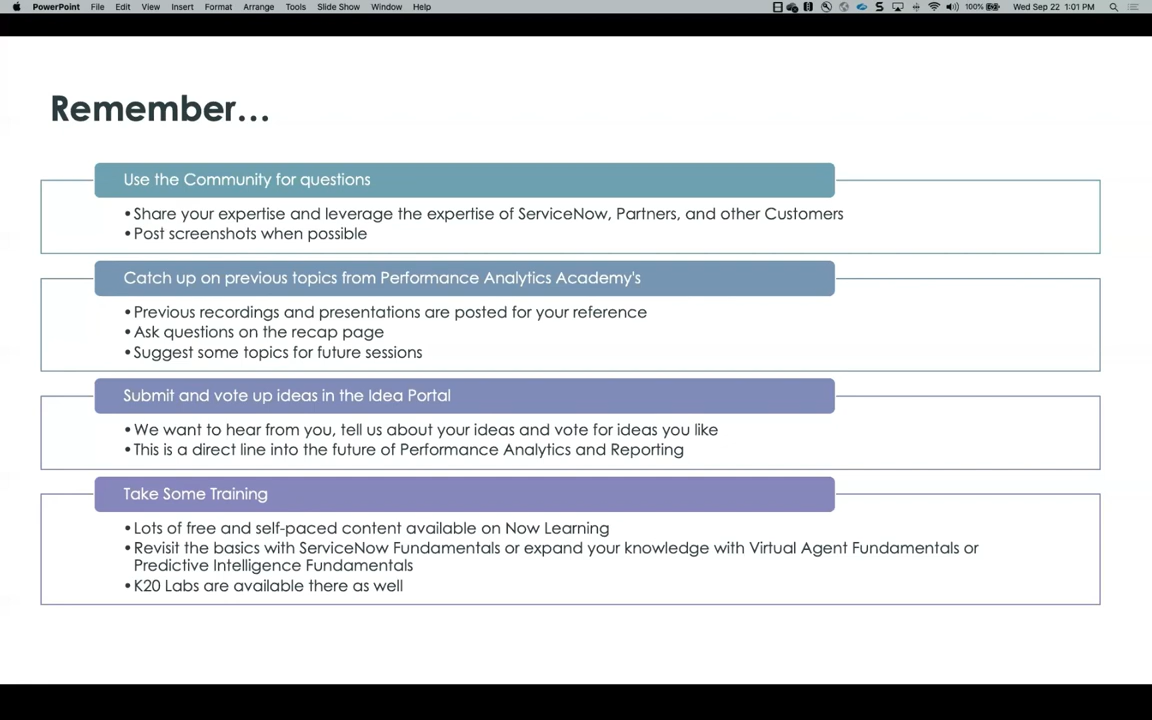 PowerPoint File Edit View Insert Format Arrange Tools Slide Show Window Help 100% Wed Sep 22 1:01 PM
Remember...
Use the Community for questions
•Share your expertise and leverage the expertise of ServiceNow, Partners, and other Customers
•Post screenshots when possible
Catch up on previous topics from Performance Analytics Academy's
•Previous recordings and presentations are posted for your reference
•Ask questions on the recap page
•Suggest some topics for future sessions
Submit and vote up ideas in the Idea Portal
•We want to hear from you, tell us about your ideas and vote for ideas you like
•This is a direct line into the future of Performance Analytics and Reporting
Take Some Training
•Lots of free and self-paced content available on Now Learning
•Revisit the basics with ServiceNow Fundamentals or expand your knowledge with Virtual Agent Fundamentals or
Predictive Intelligence Fundamentals
•K20 Labs are available there as well